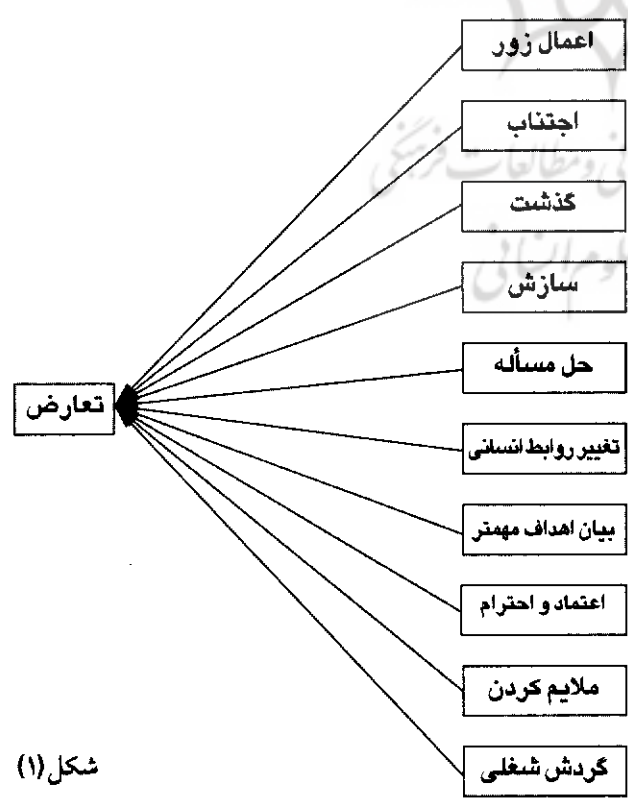 اعمال زور
اجتناب
گذشت
سازش
حل مسأله
تعارض
تغییر روابط انسانی
بیان اهداف مهمتر
اعتماد و احترام
ملایم کردن
گردش شغلی
شکل (۱)